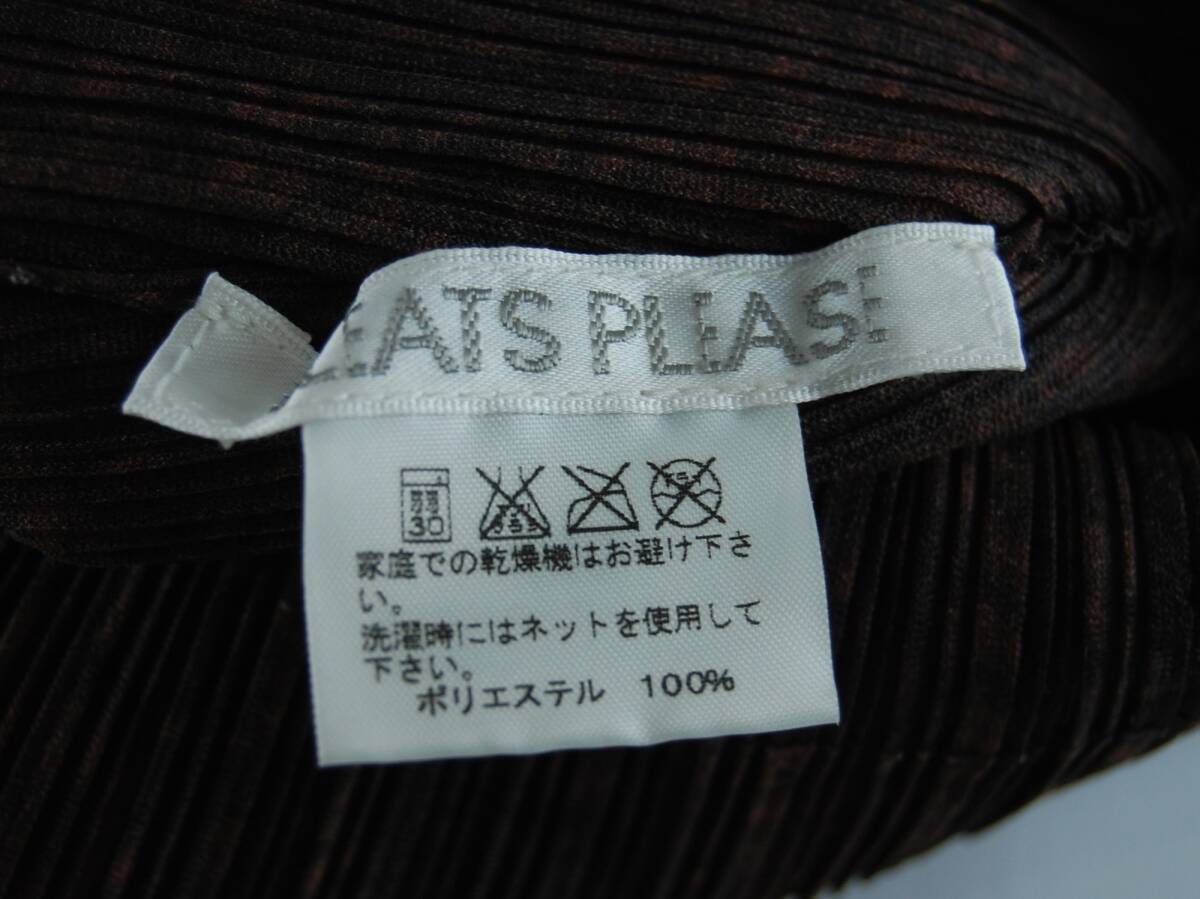 EATS PLEASE
弱
30
家庭での乾燥機はお避け下さ
い。
洗濯時にはネットを使用して
下さい。
ポリエステル 100%